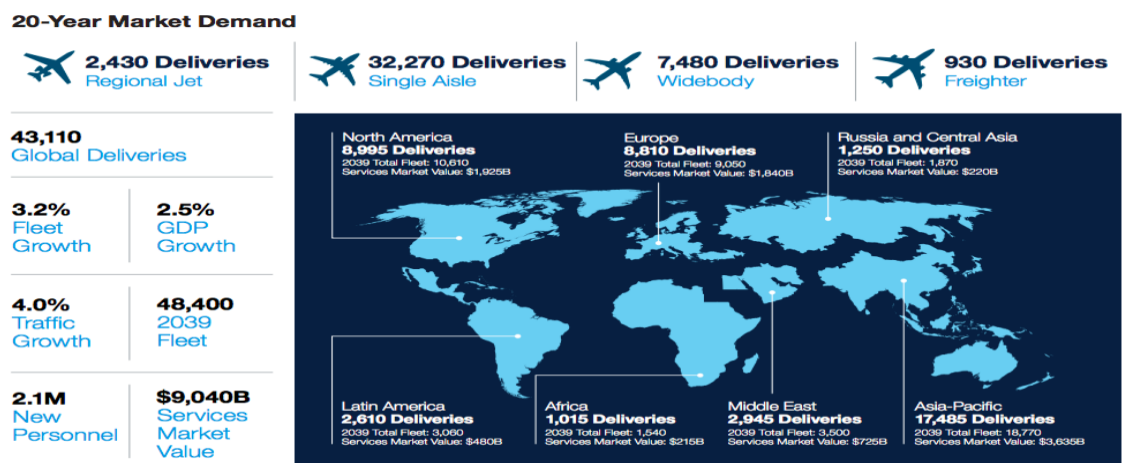 20-Year Market Demand
2,430 Deliveries
Regional Jet
32,270 Deliveries
Single Aisle
7,480 Deliveries
Widebody
930 Deliveries
Freighter
43,110
Global Deliveries
3.2%
Fleet
Growth
2.5%
GDP
Growth
4.0%
Traffic
Growth
48,400
2039
Fleet
2.1M
New
Personnel
$9,040B
Services
Market
Value
North America
8,995 Deliveries
2039 Total Fleet: 10,610
Services Market Value: $1,925B
Europe
8,810 Deliveries
2039 Total Fleet: 9,050
Services Market Value: $1,840B
Russia and Central Asia
1,250 Deliveries
2039 Total Fleet: 1,870
Services Market Value: $220B
Latin America
2,610 Deliveries
2039 Total Fleet: 3,060
Services Market Value: $480B
Africa
1,015 Deliveries
2039 Total Fleet: 1,540
Services Market Value: $215B
Middle East
2,945 Deliveries
2039 Total Fleet: 3,500
Services Market Value: $725B
Asia-Pacific
17,485 Deliveries
2039 Total Fleet: 18,770
Services Market Value: $3,635B